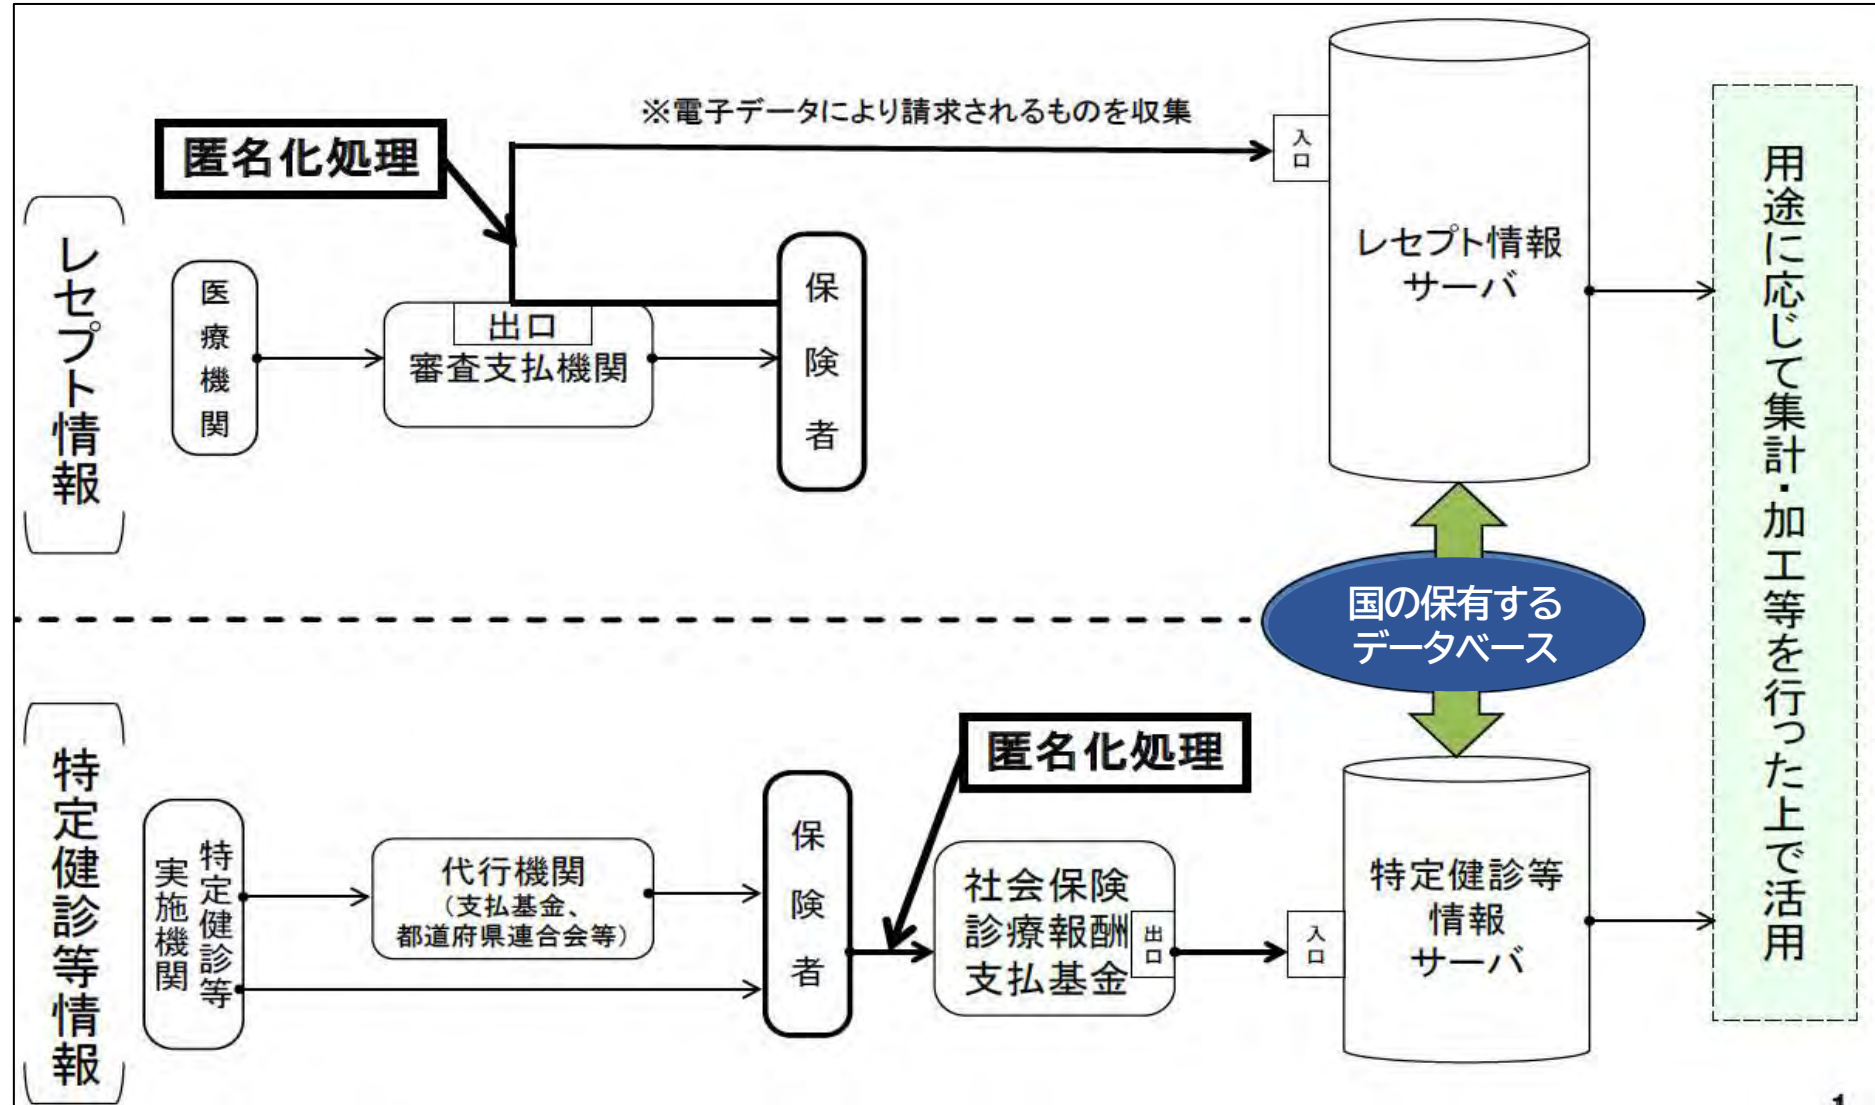 レセプト情報
匿名化処理
※電子データにより請求されるものを収集
医療機関
出口
審査支払機関
保険者
入口
レセプト情報
サーバ
国の保有する
データベース
用途に応じて集計・加工等を行った上で活用
特定健診等情報
特定健診等
実施機関
代行機関
（支払基金、
都道府県連合会等）
保険者
匿名化処理
社会保険
診療報酬
支払基金
出口
入口
特定健診等
情報
サーバ